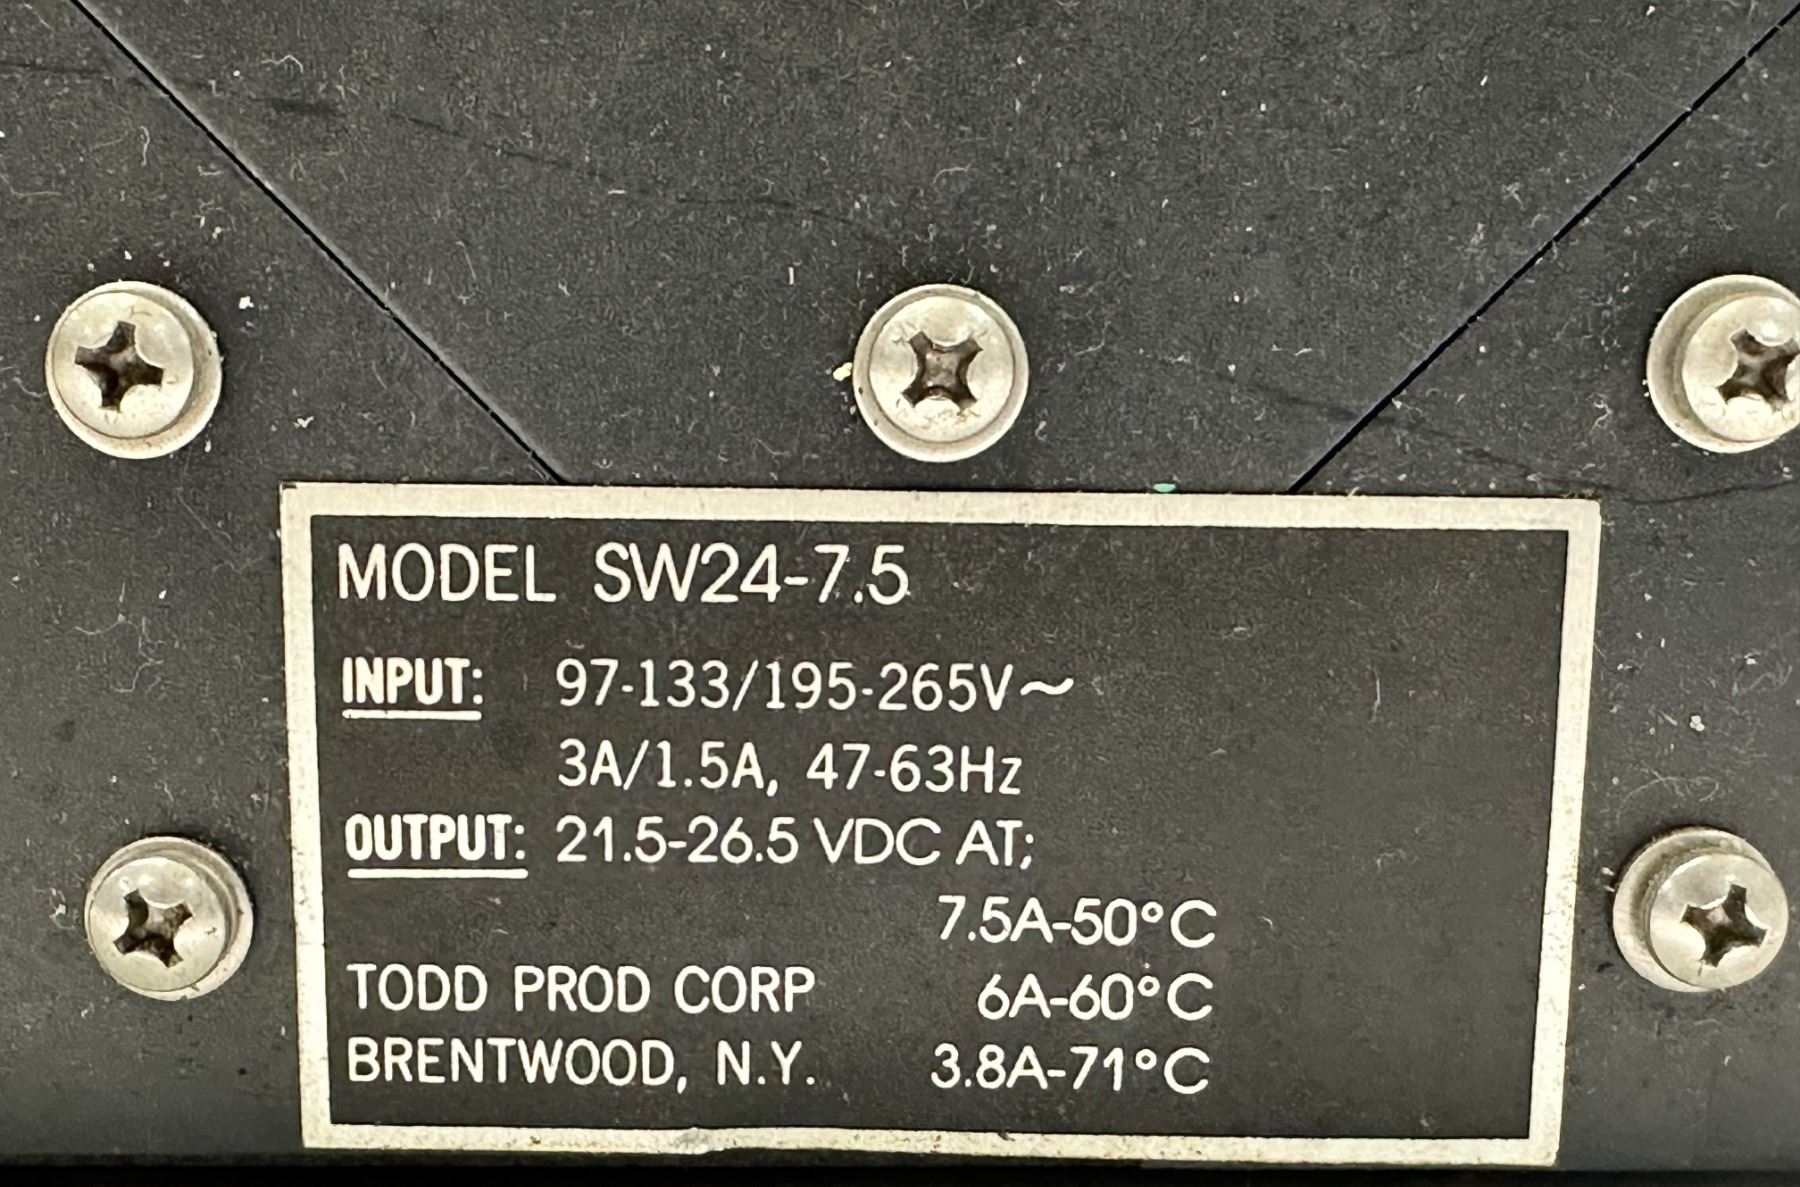 MODEL SW24-7.5
INPUT: 97-133/195-265V~
3A/1.5A, 47-63Hz
OUTPUT: 21.5-26.5 VDC AT;
7.5A-50°C
TODD PROD CORP 6A-60°C
BRENTWOOD, N.Y. 3.8A-71°C